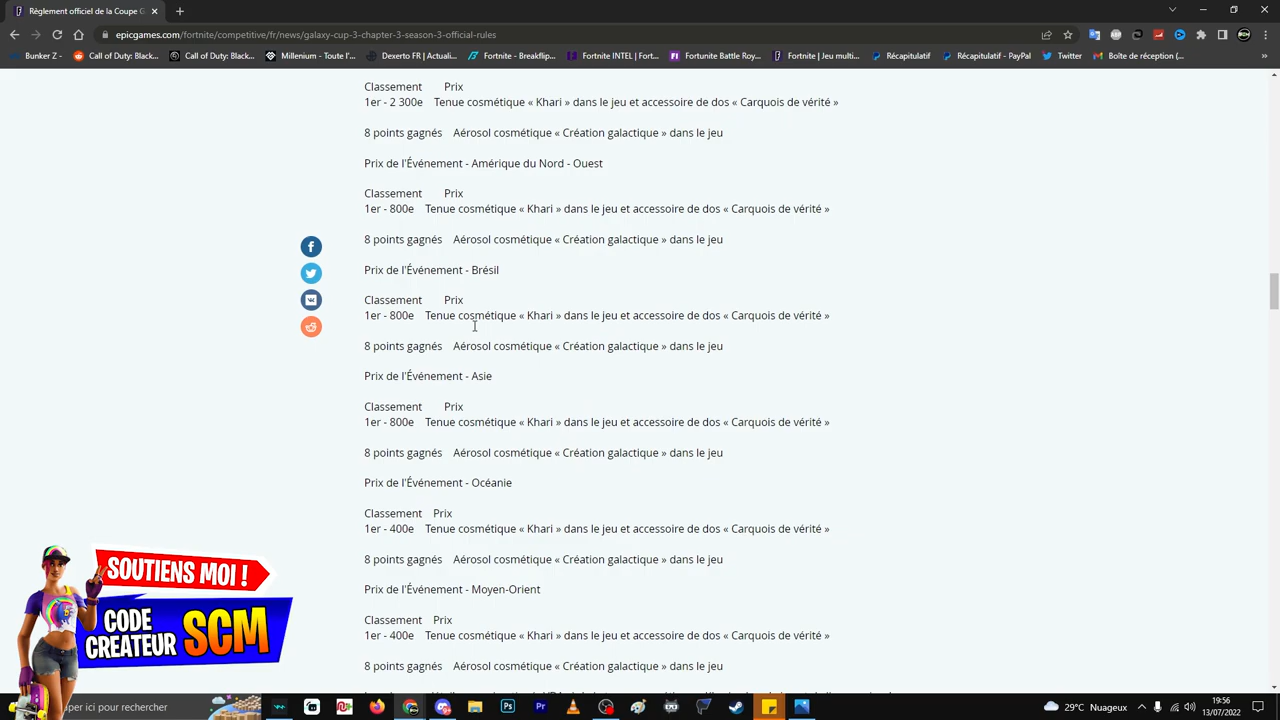 Règlement officiel de la Coupe G
epicgames.com/fortnite/competitive/fr/news/galaxy-cup-3-chapter-3-season-3-official-rules
Bunker Z -
Call of Duty: Black...
Call of Duty: Black...
Millenium - Toute l'...
Dexerto FR | Actuali...
Fortnite - Breakflip...
Fortnite INTEL | Fort...
Fortunite Battle Roy...
Fortnite | Jeu multi...
Récapitulatif
Récapitulatif - PayPal
Twitter
Boîte de réception (...
»
Classement Prix
1er - 2 300e Tenue cosmétique « Khari » dans le jeu et accessoire de dos « Carquois de vérité »
8 points gagnés Aérosol cosmétique « Création galactique » dans le jeu
Prix de l'Événement - Amérique du Nord - Ouest
Classement Prix
1er - 800e Tenue cosmétique « Khari » dans le jeu et accessoire de dos « Carquois de vérité »
8 points gagnés Aérosol cosmétique « Création galactique » dans le jeu
Prix de l'Événement - Brésil
Classement Prix
1er - 800e Tenue cosmétique « Khari » dans le jeu et accessoire de dos « Carquois de vérité »
8 points gagnés Aérosol cosmétique « Création galactique » dans le jeu
Prix de l'Événement - Asie
Classement Prix
1er - 800e Tenue cosmétique « Khari » dans le jeu et accessoire de dos « Carquois de vérité »
8 points gagnés Aérosol cosmétique « Création galactique » dans le jeu
Prix de l'Événement - Océanie
Classement Prix
1er - 400e Tenue cosmétique « Khari » dans le jeu et accessoire de dos « Carquois de vérité »
8 points gagnés Aérosol cosmétique « Création galactique » dans le jeu
Prix de l'Événement - Moyen-Orient
Classement Prix
1er - 400e Tenue cosmétique « Khari » dans le jeu et accessoire de dos « Carquois de vérité »
8 points gagnés Aérosol cosmétique « Création galactique » dans le jeu
SOUTIENS MOI !
CODE
CREATEUR SCM
per ici pour rechercher
29°C Nuageux
19:56
13/07/2022